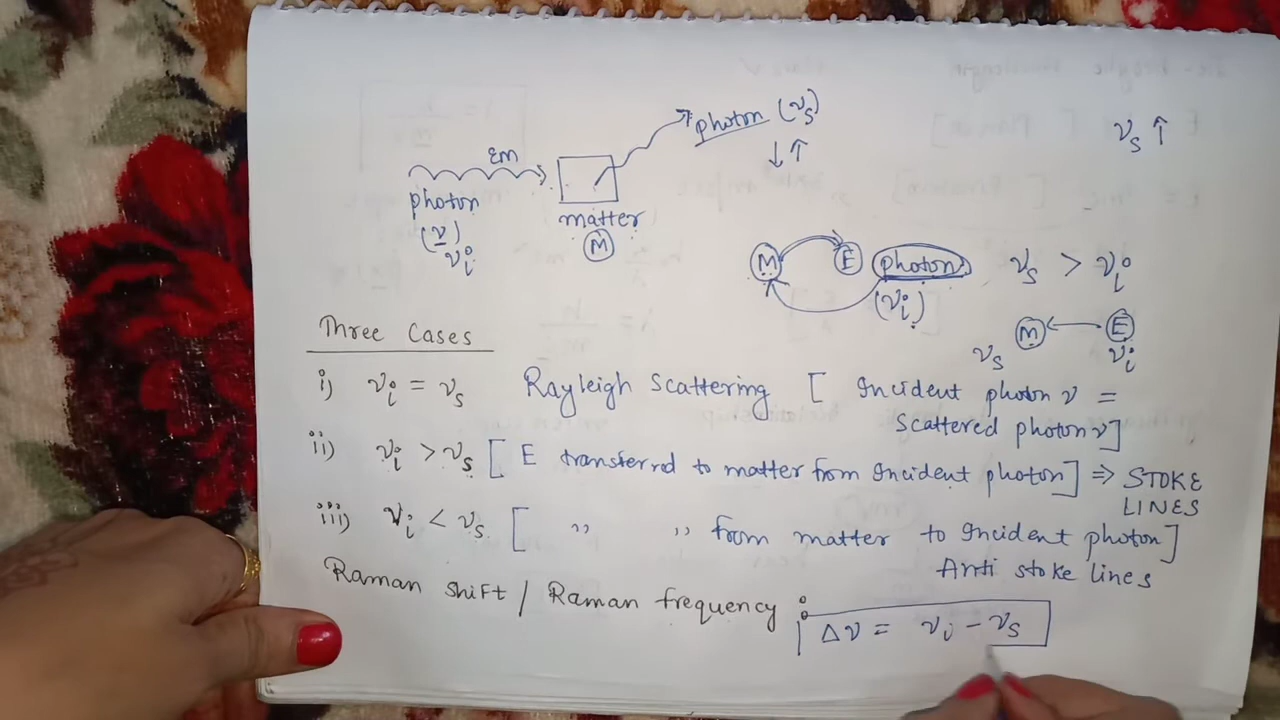 photon (νs)
↓↑
νs ↑
EM
photon
(ν)
νi
matter
M
M E photon νs > νi
(νi)
M ← E
νs νi
Three Cases
i) νi = νs Rayleigh Scattering [ Incident photon ν =
Scattered photon ν]
ii) νi > νs [ E transferred to matter from Incident photon] ⇒ STOKE
LINES
iii) νi < νs [ " " from matter to Incident photon]
Anti stoke lines
Raman Shift / Raman frequency :
Δν = νi - νs